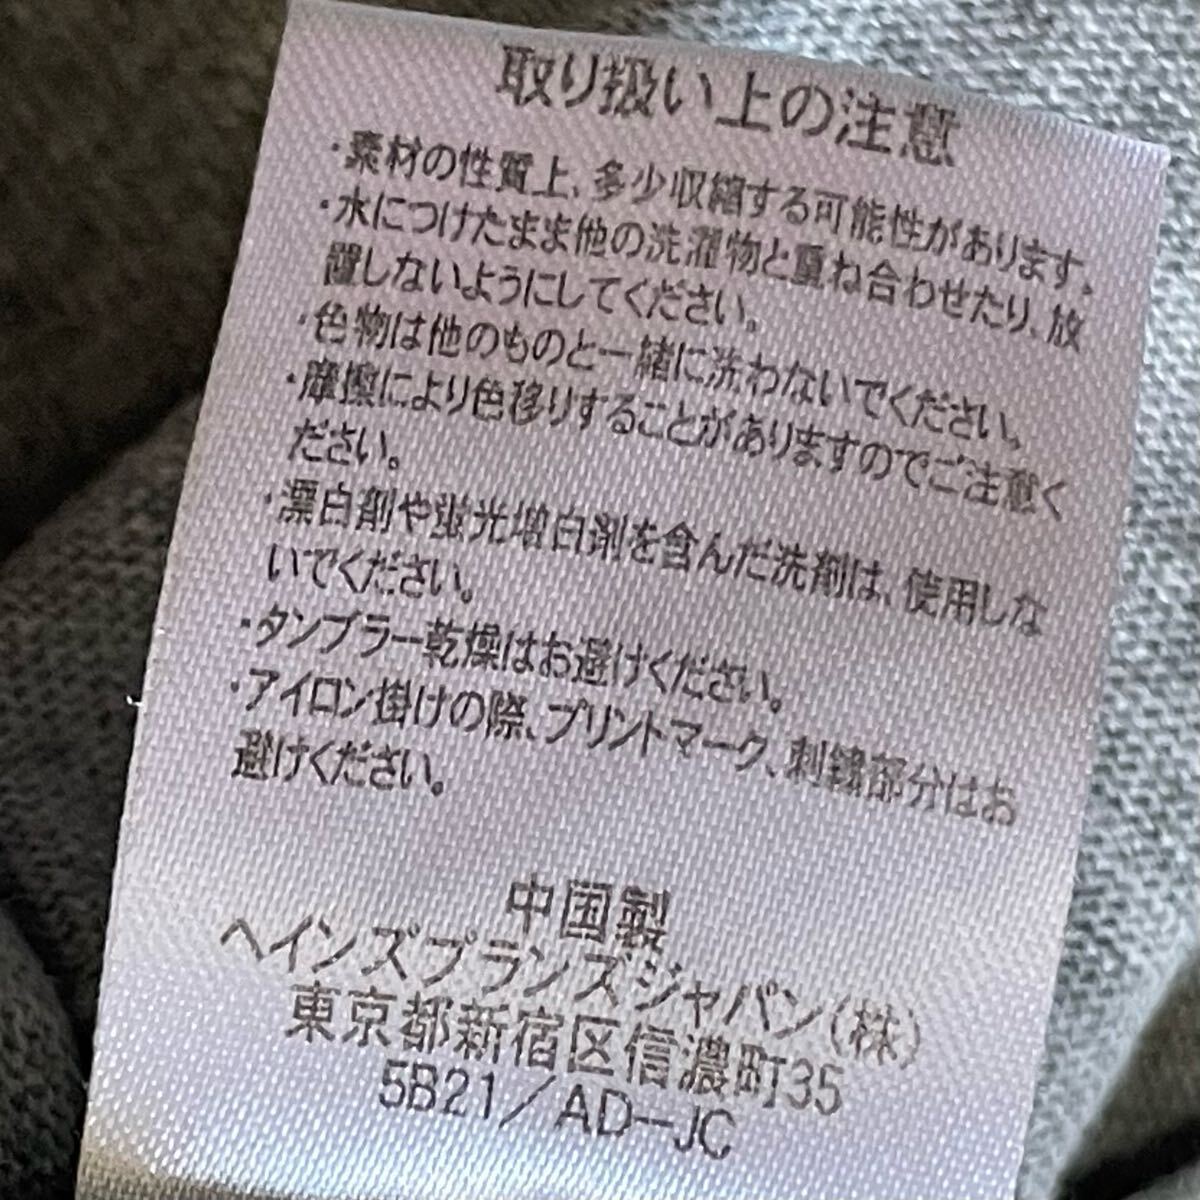 取り扱い上の注意
・素材の性質上、多少収縮する可能性があります。
・水につけたまま他の洗濯物と重ね合わせたり、放
置しないようにしてください。
・色物は他のものと一緒に洗わないでください。
・摩擦により色移りすることがありますのでご注意く
ださい。
・漂白剤や蛍光増白剤を含んだ洗剤は、使用しな
いでください。
・タンブラー乾燥はお避けください。
・アイロン掛けの際、プリントマーク、刺繍部分はお
避けください。
中国製
ヘインズブランズジャパン(株)
東京都新宿区信濃町35
5B21/AD-JC